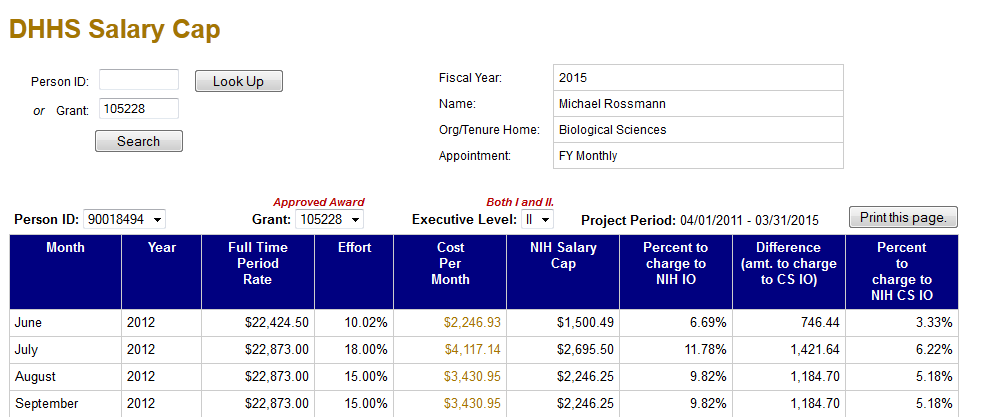 DHHS Salary Cap
Person ID: Look Up
or Grant: 105228
Search
Fiscal Year: 2015
Name: Michael Rossmann
Org/Tenure Home: Biological Sciences
Appointment: FY Monthly
Approved Award Both I and II.
Person ID: 90018494 Grant: 105228 Executive Level: II Project Period: 04/01/2011 - 03/31/2015 Print this page.
Month Year Full Time Period Rate Effort Cost Per Month NIH Salary Cap Percent to charge to NIH IO Difference (amt. to charge to CS IO) Percent to charge to NIH CS IO
June 2012 $22,424.50 10.02% $2,246.93 $1,500.49 6.69% 746.44 3.33%
July 2012 $22,873.00 18.00% $4,117.14 $2,695.50 11.78% 1,421.64 6.22%
August 2012 $22,873.00 15.00% $3,430.95 $2,246.25 9.82% 1,184.70 5.18%
September 2012 $22,873.00 15.00% $3,430.95 $2,246.25 9.82% 1,184.70 5.18%